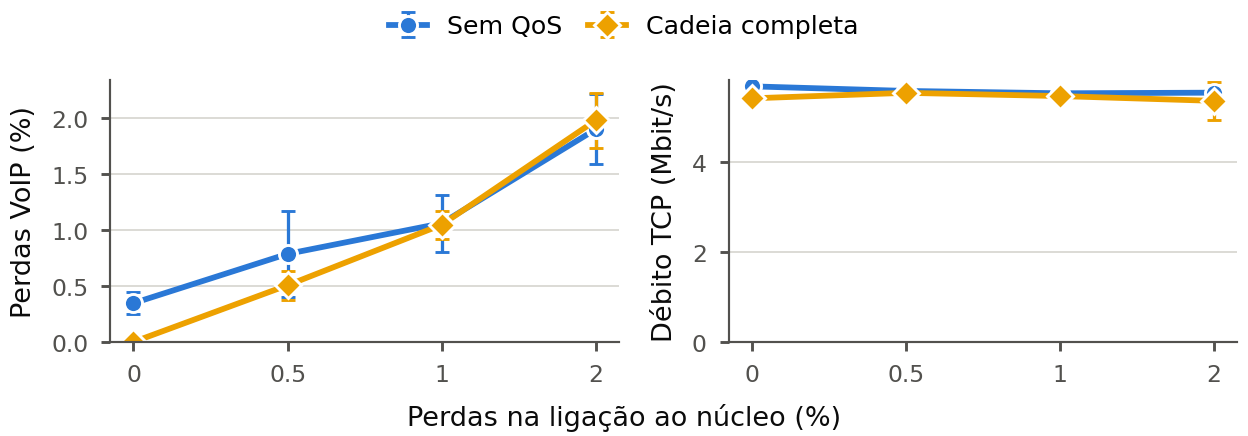 Sem QoS Cadeia completa
Perdas VoIP (%)
2.0
1.5
1.0
0.5
0.0
0 0.5 1 2
Débito TCP (Mbit/s)
4
2
0
0 0.5 1 2
Perdas na ligação ao núcleo (%)